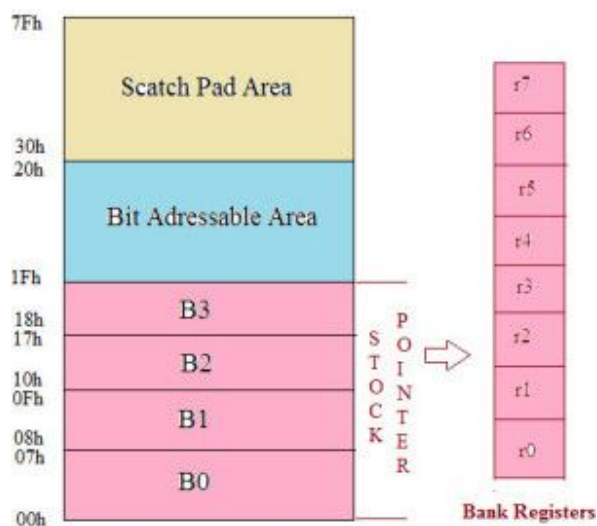 7Fh
Scatch Pad Area
30h
20h
Bit Adressable Area
1Fh
B3
18h
17h
B2
10h
0Fh
B1
08h
07h
B0
00h
STOCK
POINTER
r7
r6
r5
r4
r3
r2
r1
r0
Bank Registers